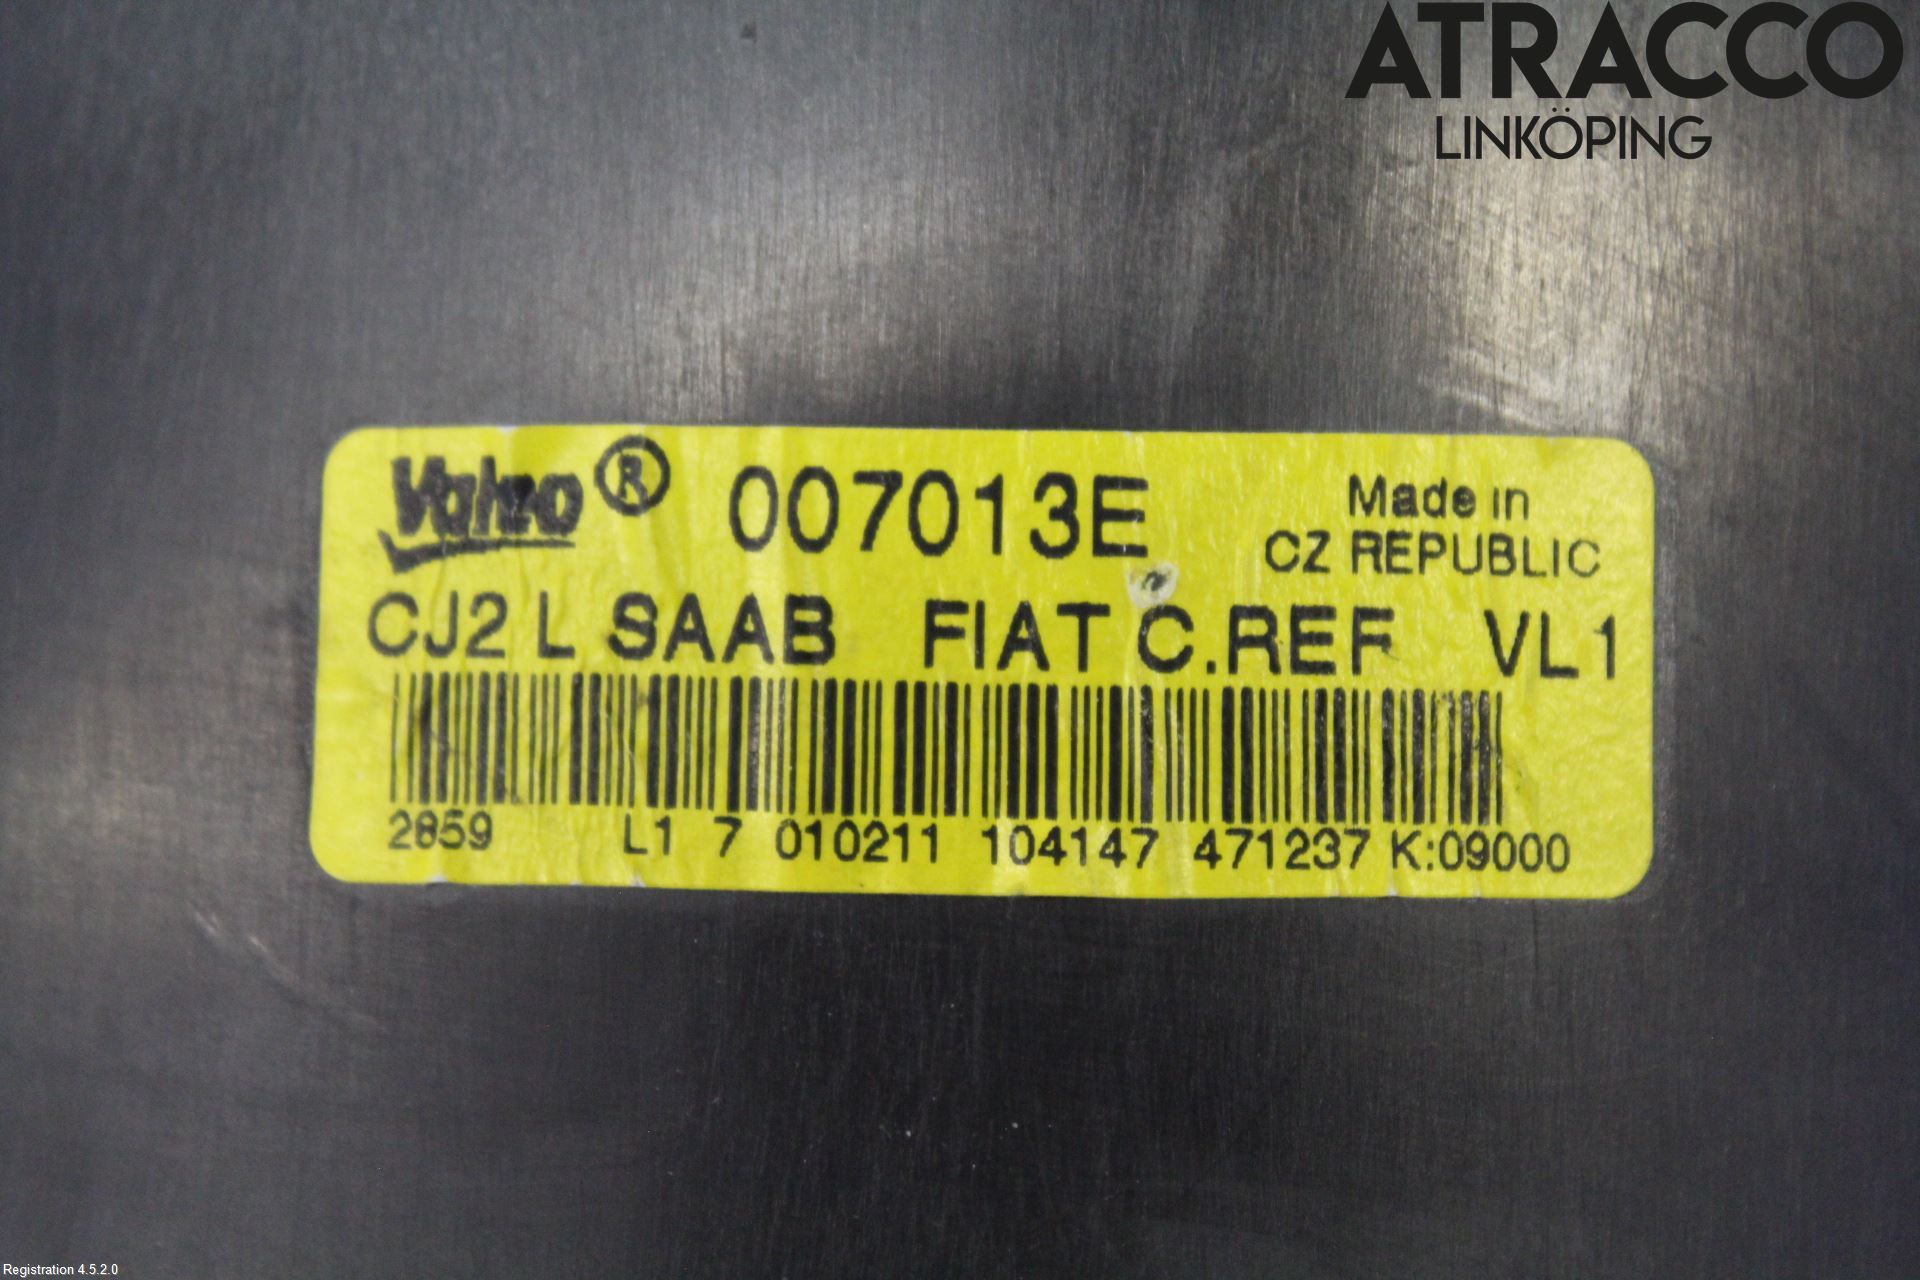 ATRACCO
LINKÖPING
Valeo ® 007013E Made in
CZ REPUBLIC
CJ2 L SAAB FIAT C.REF VL1
2859 L1 7 010211 104147 471237 K:09000
Registration 4.5.2.0